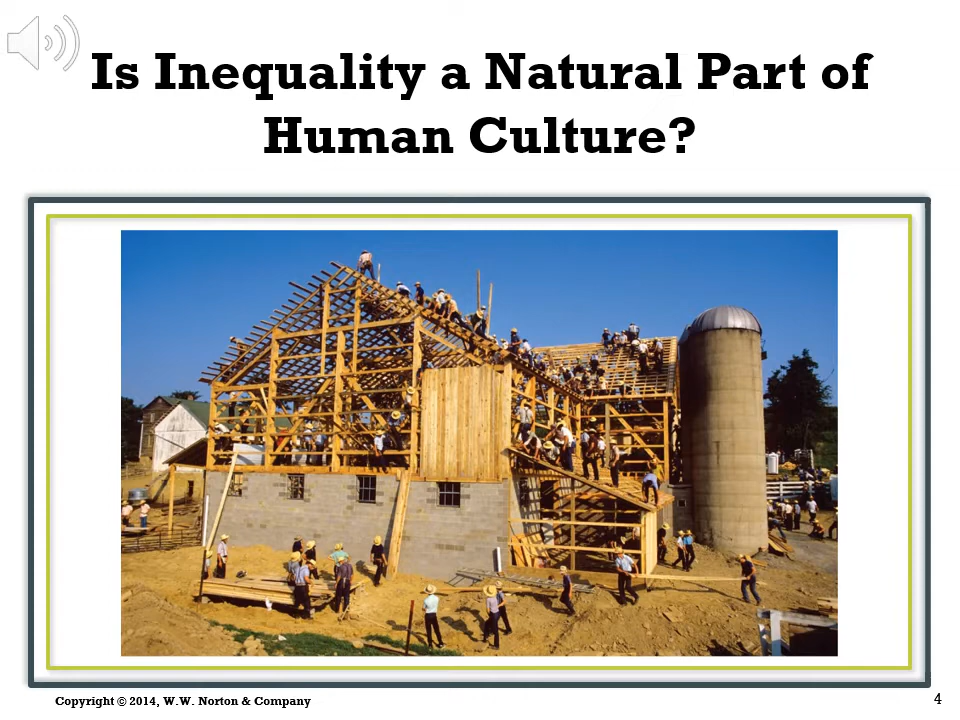 Is Inequality a Natural Part of
Human Culture?
Copyright © 2014, W.W. Norton & Company
4